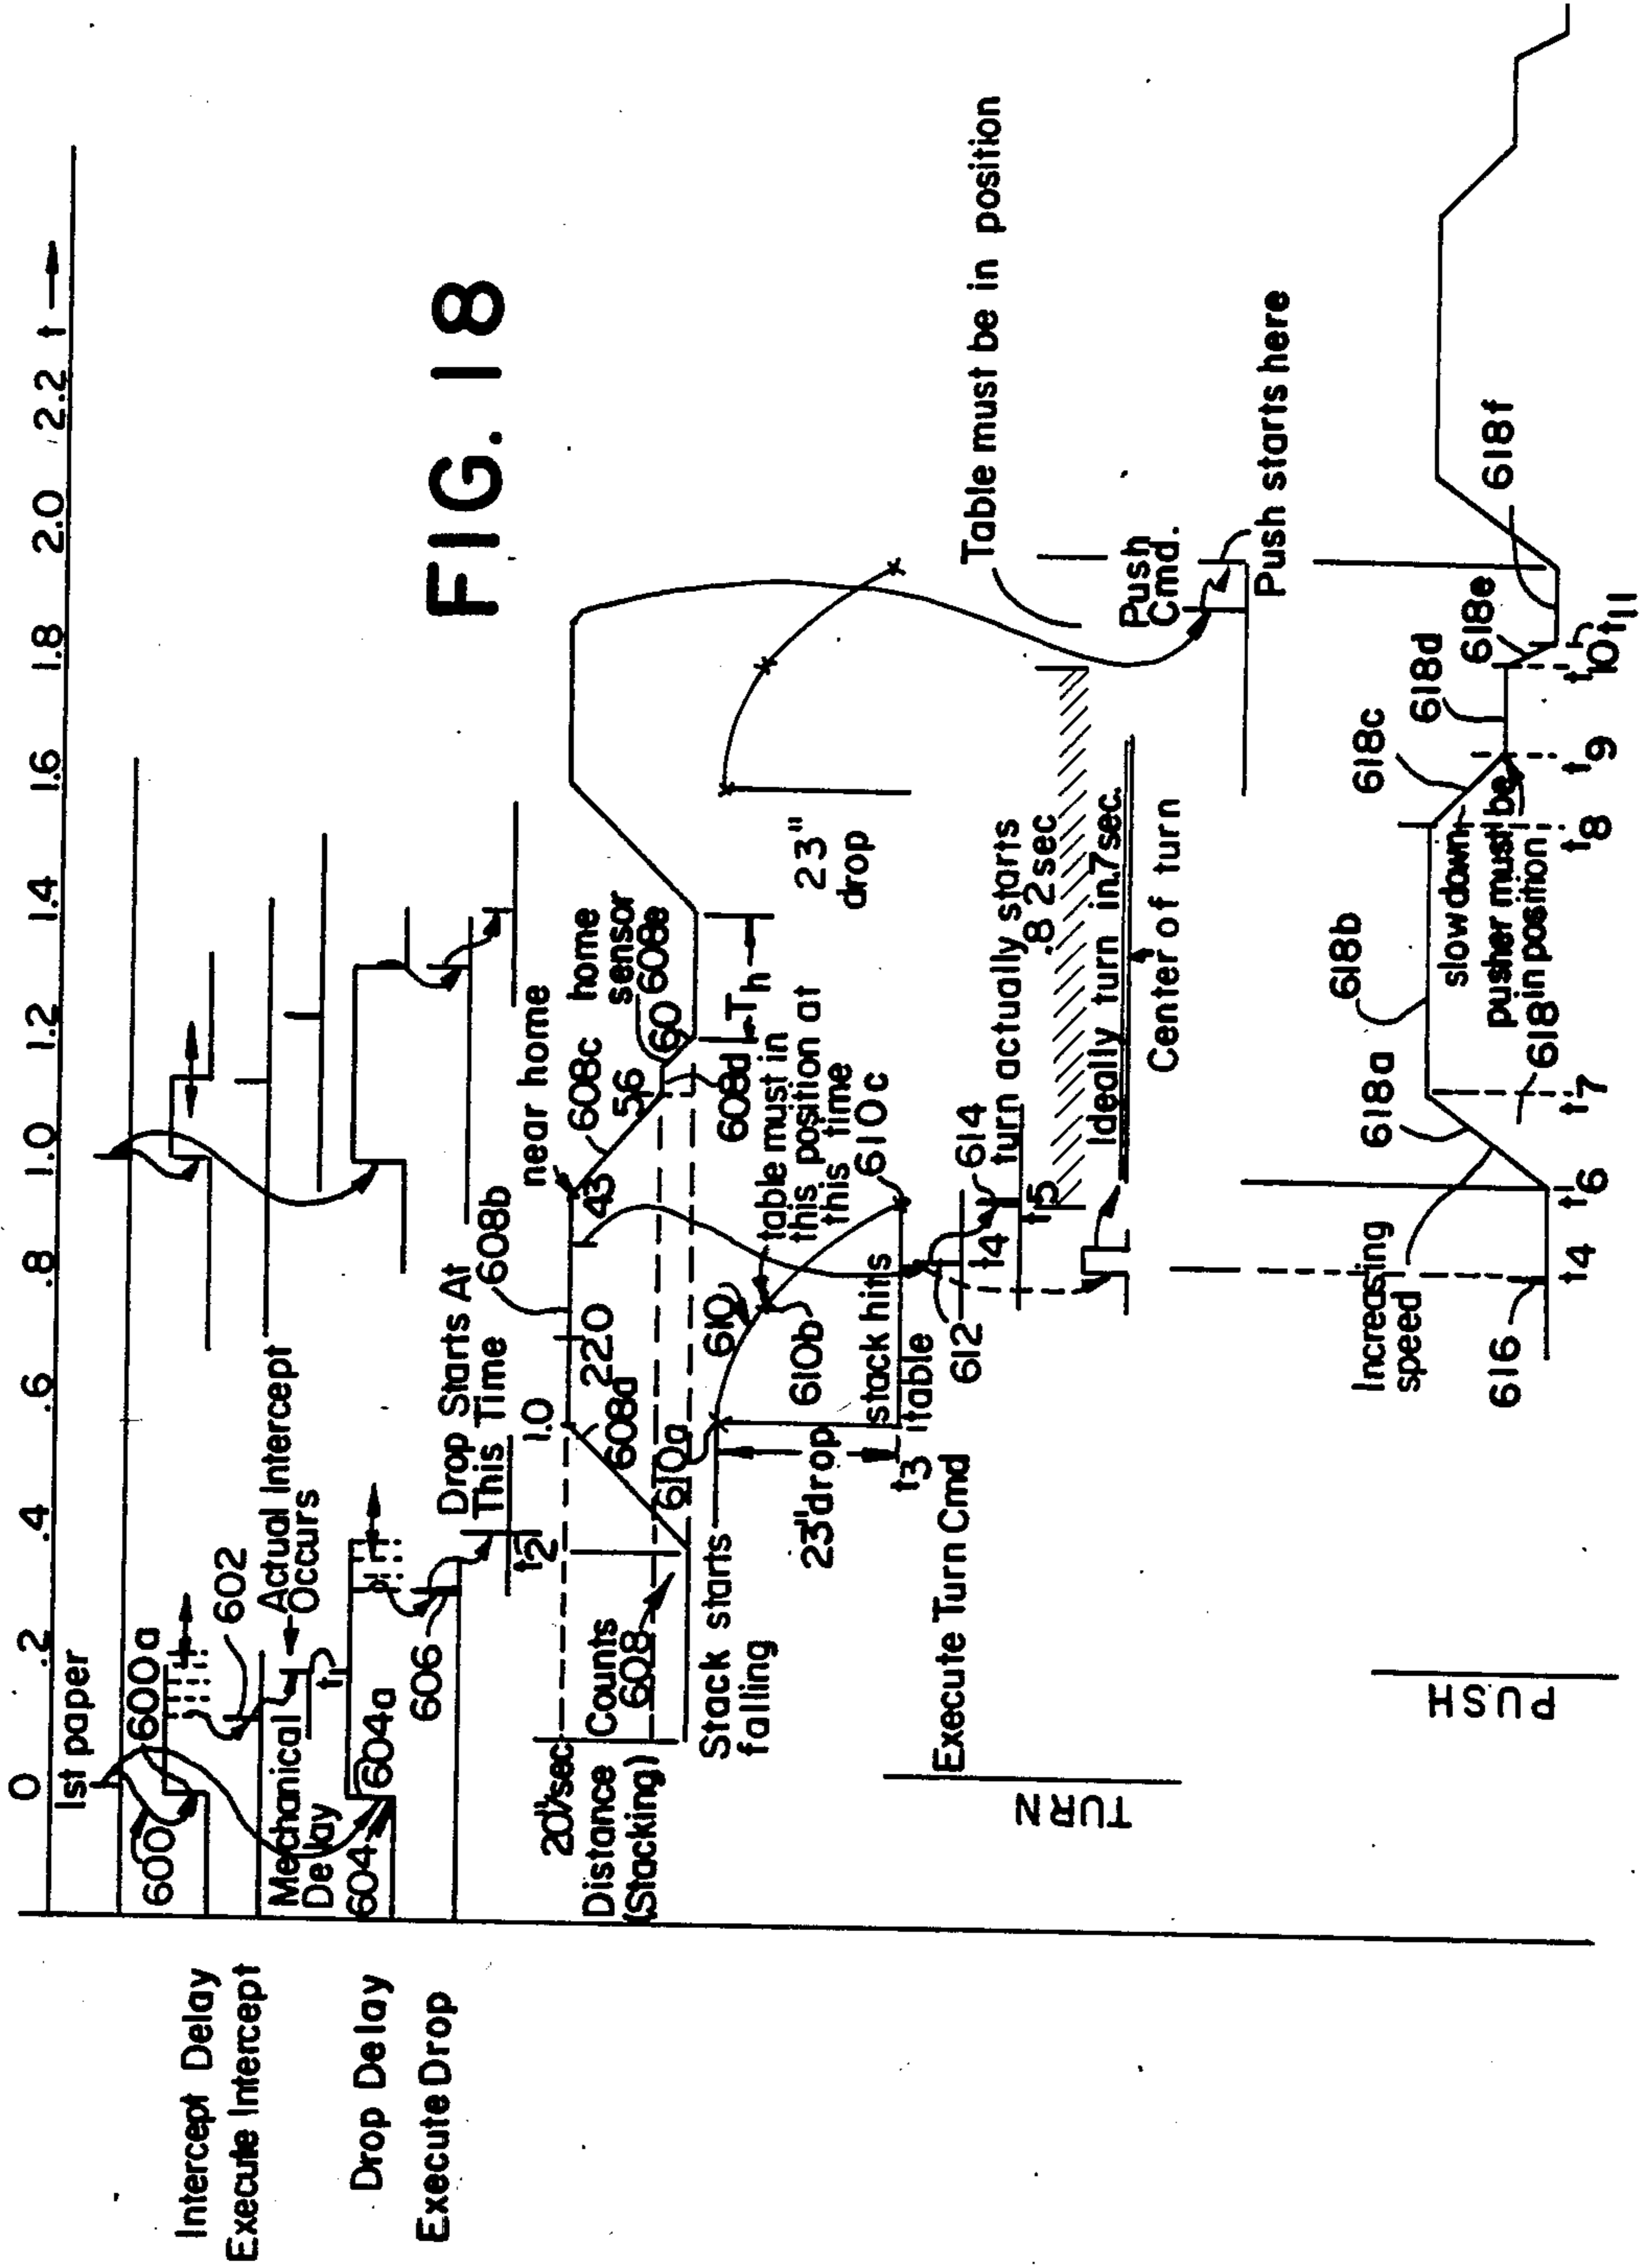 FIG. 18
0 .2 .4 .6 .8 1.0 1.2 1.4 1.6 1.8 2.0 2.2 t
1st paper
Intercept Delay
Execute Intercept
Drop Delay
Execute Drop
600
600a
602
Mechanical
Delay
Actual Intercept
Occurs
t1
604
604a
606
Drop Starts At
This Time
t2
20"/sec
Distance
(Stacking)
Counts
608
608a
1.0
220
608b
43
near home
608c
56
608d
60
home
sensor
608e
Th
Stack starts
falling
23" drop
610a
610
610b
610c
table must in
this position at
this time
stack hits
table
t3
23"
drop
TURN
Execute Turn Cmd
612
t4
614
t5
turn actually starts
.82 sec
Ideally turn in .7 sec.
Center of turn
Table must be in position
Push
Cmd.
Push starts here
PUSH
616
t4
Increasing
speed
t6
618a
t7
618
618b
slow down
pusher must be
in position
t8
618c
t9
618d
t10
618e
t11
618f